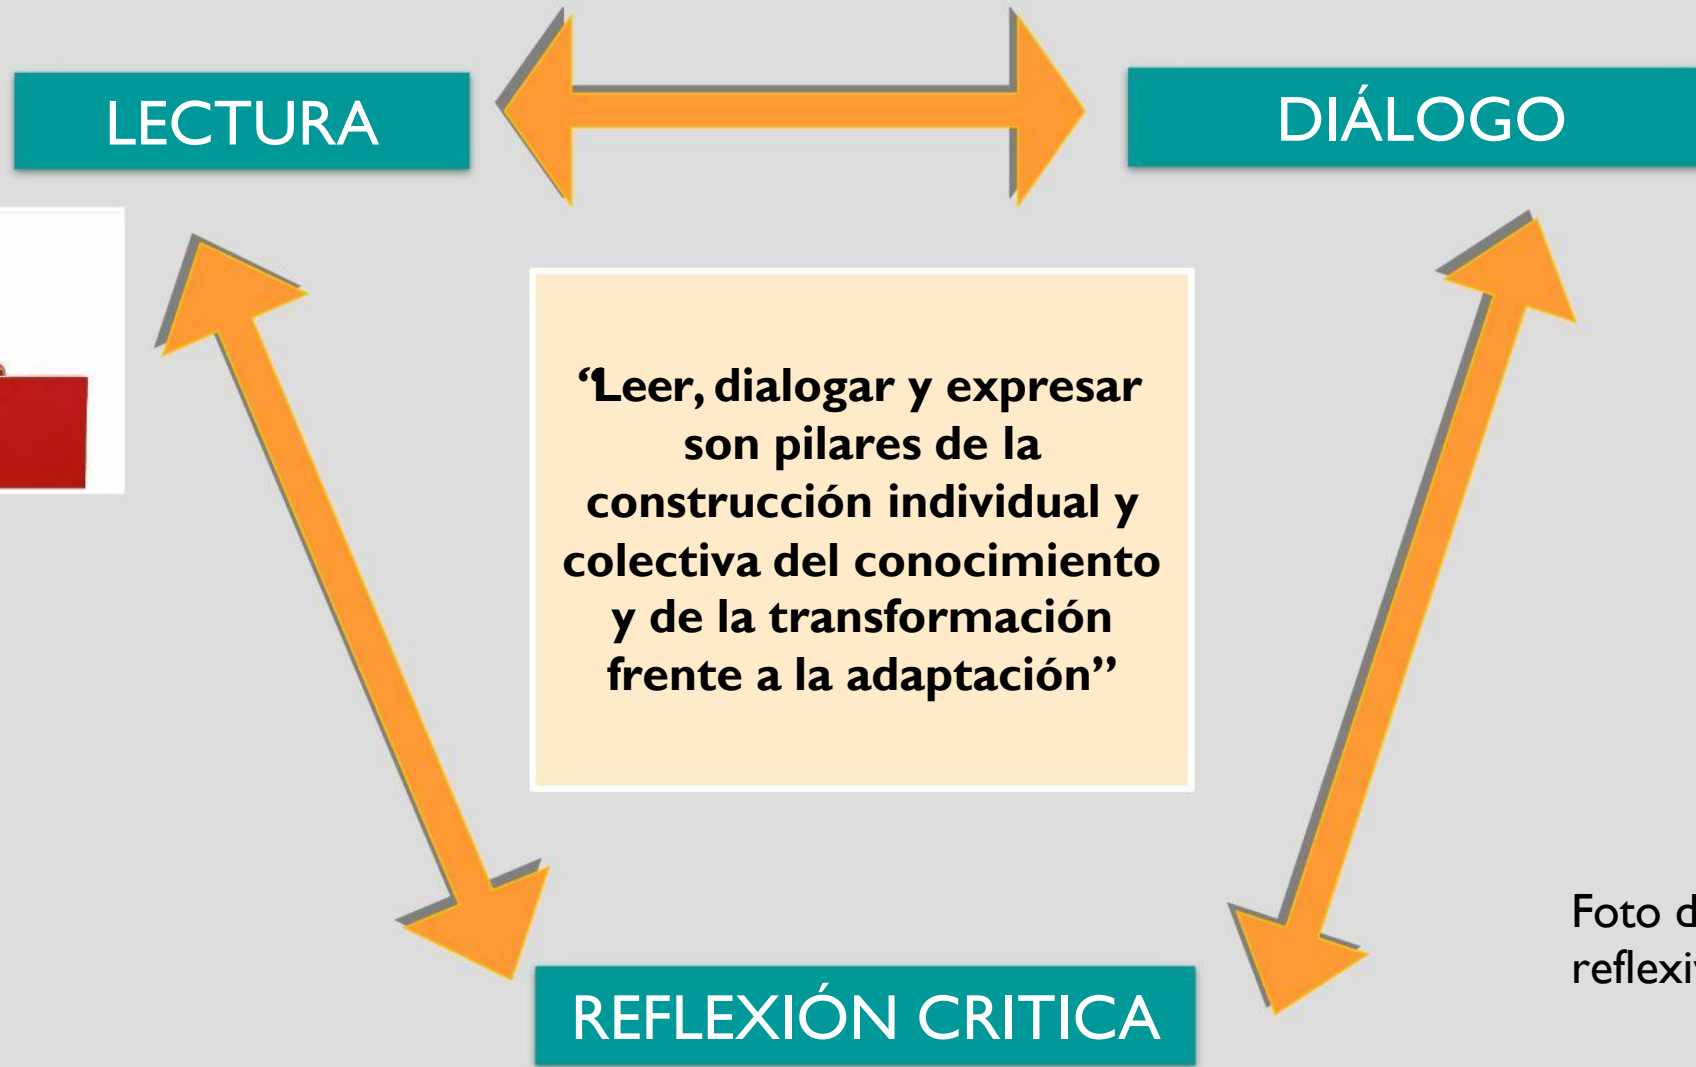 LECTURA
DIÁLOGO
“Leer, dialogar y expresar
son pilares de la
construcción individual y
colectiva del conocimiento
y de la transformación
frente a la adaptación”
Foto
REFLEXIÓN CRITICA